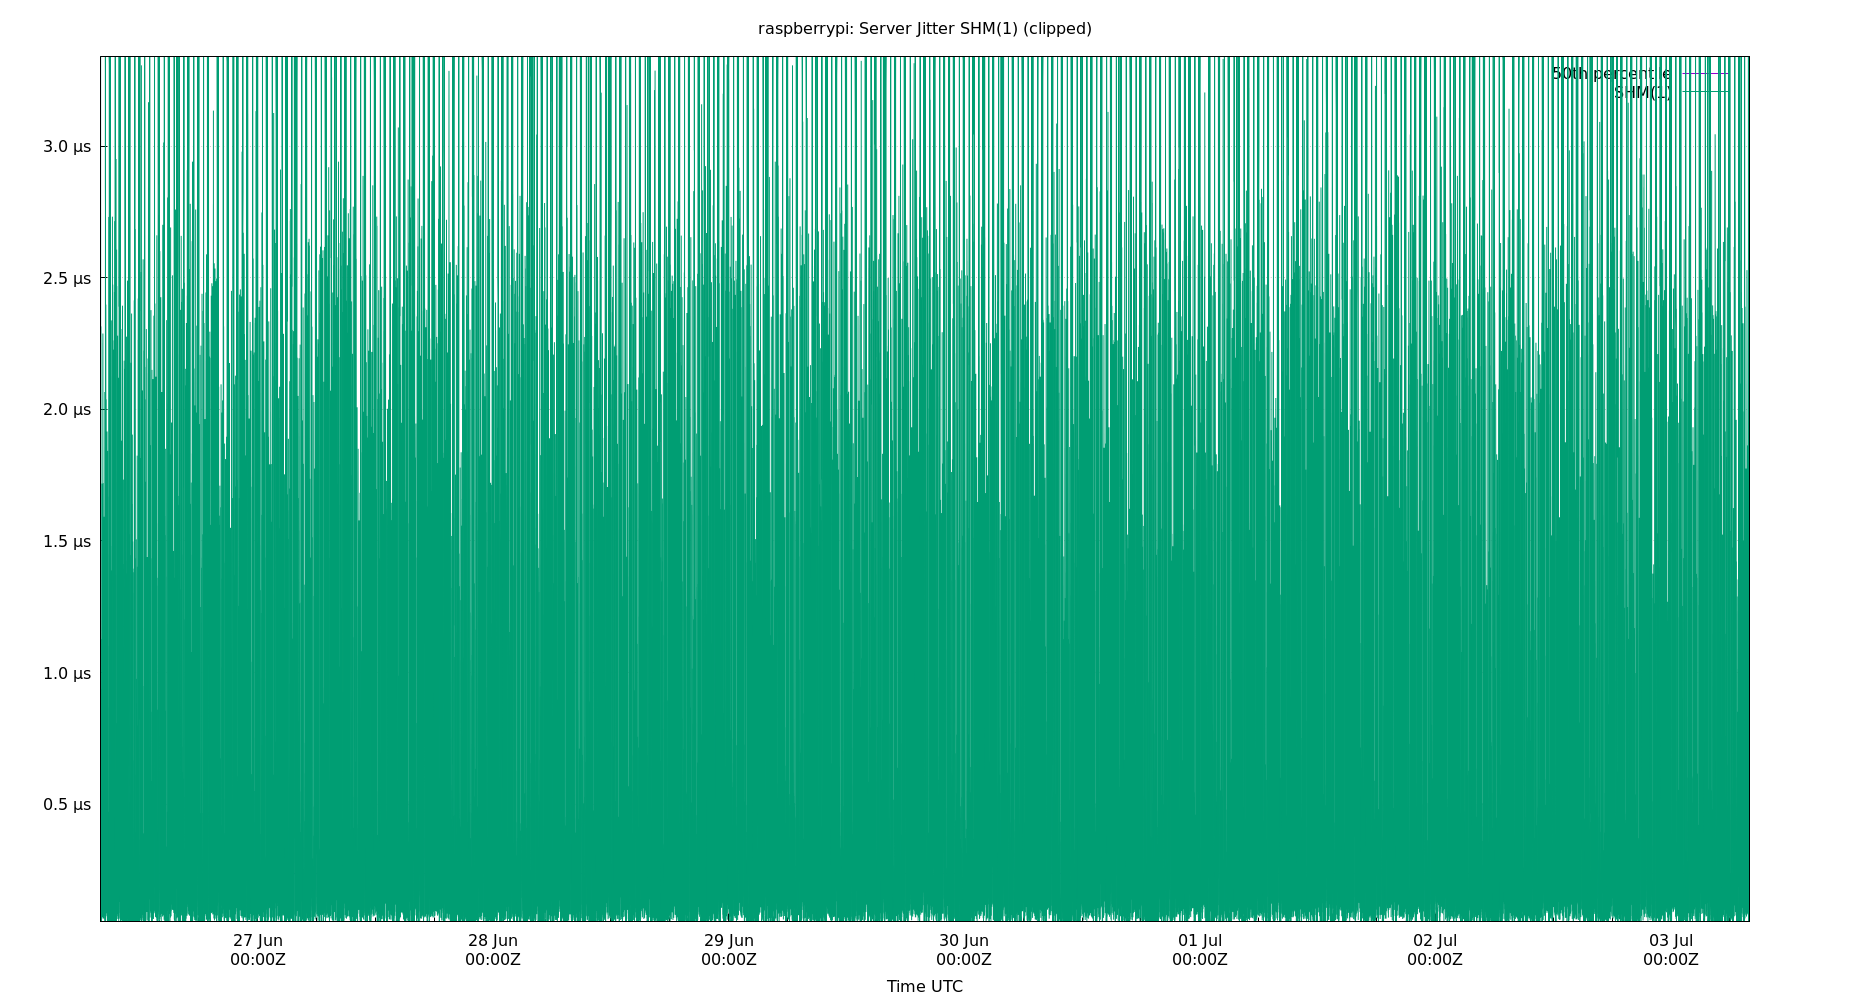 raspberrypi: Server Jitter SHM(1) (clipped)
50th percentile
SHM(1)
3.0 µs
2.5 µs
2.0 µs
1.5 µs
1.0 µs
0.5 µs
27 Jun 28 Jun 29 Jun 30 Jun 01 Jul 02 Jul 03 Jul
00:00Z 00:00Z 00:00Z 00:00Z 00:00Z 00:00Z 00:00Z
Time UTC